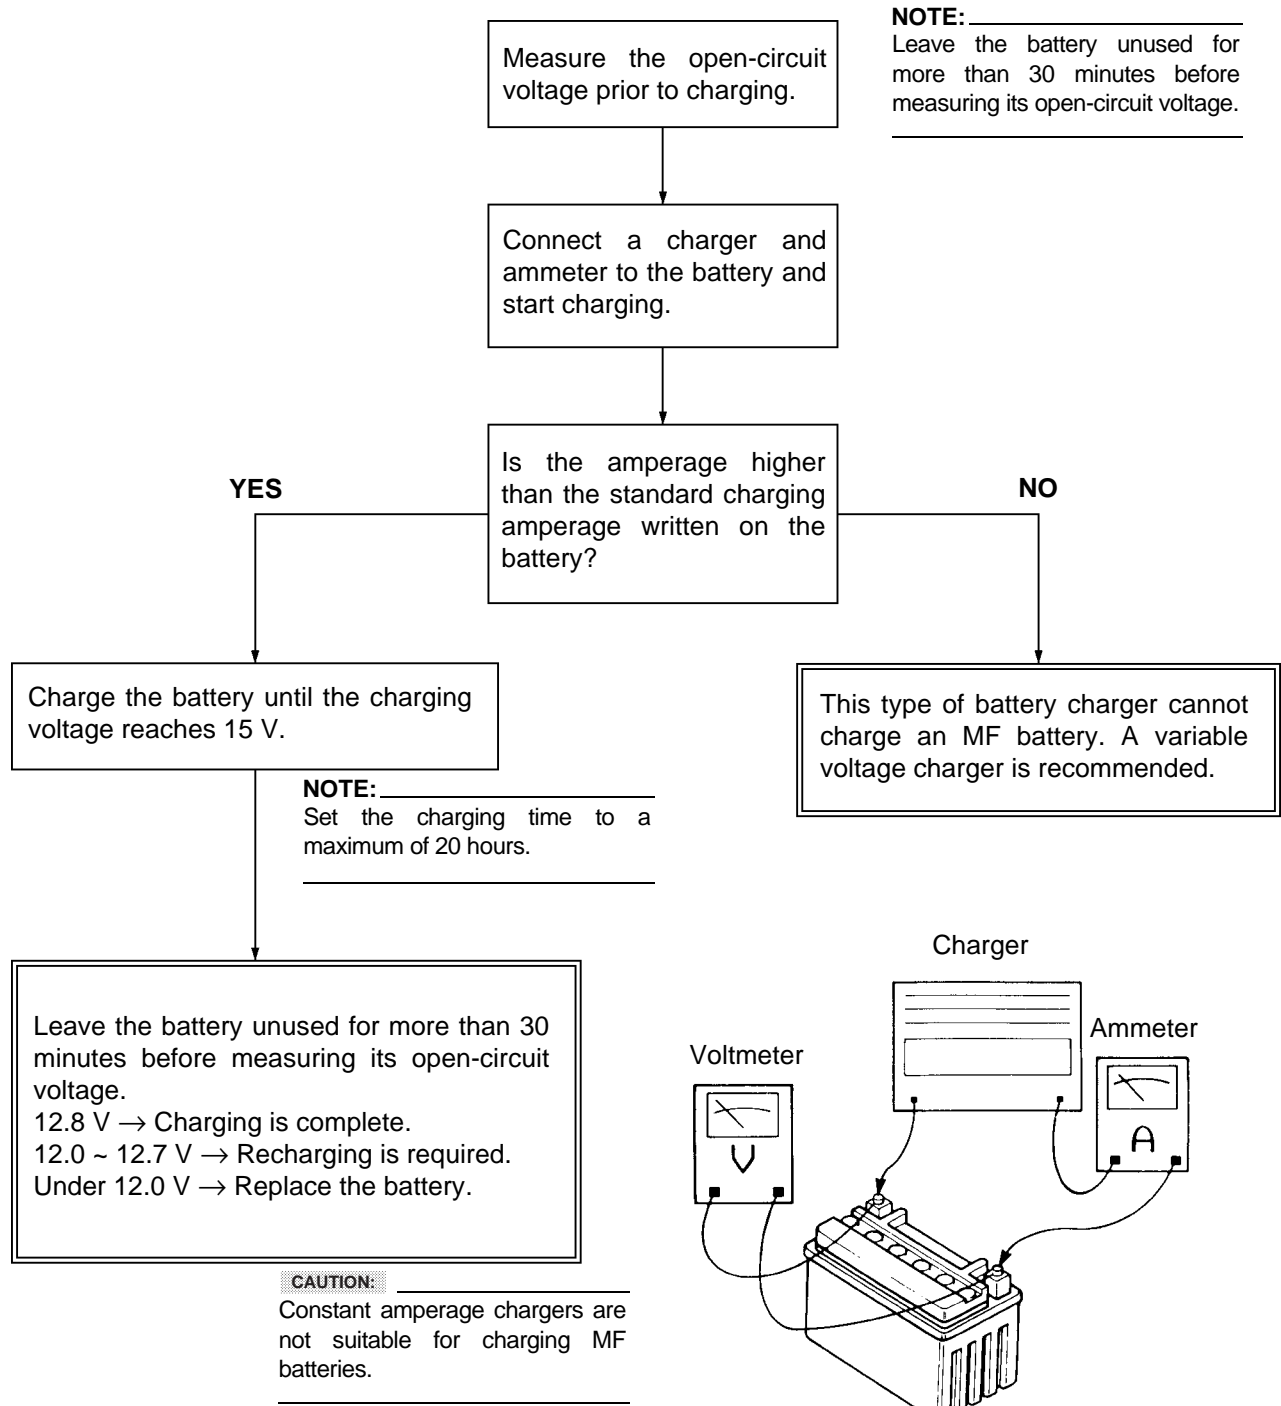 Measure the open-circuit
voltage prior to charging.
NOTE:
Leave the battery unused for
more than 30 minutes before
measuring its open-circuit voltage.
Connect a charger and
ammeter to the battery and
start charging.
Is the amperage higher
than the standard charging
amperage written on the
battery?
YES
NO
Charge the battery until the charging
voltage reaches 15 V.
This type of battery charger cannot
charge an MF battery. A variable
voltage charger is recommended.
NOTE:
Set the charging time to a
maximum of 20 hours.
Leave the battery unused for more than 30
minutes before measuring its open-circuit
voltage.
12.8 V → Charging is complete.
12.0 ~ 12.7 V → Recharging is required.
Under 12.0 V → Replace the battery.
CAUTION:
Constant amperage chargers are
not suitable for charging MF
batteries.
Charger
Voltmeter
Ammeter
V
A